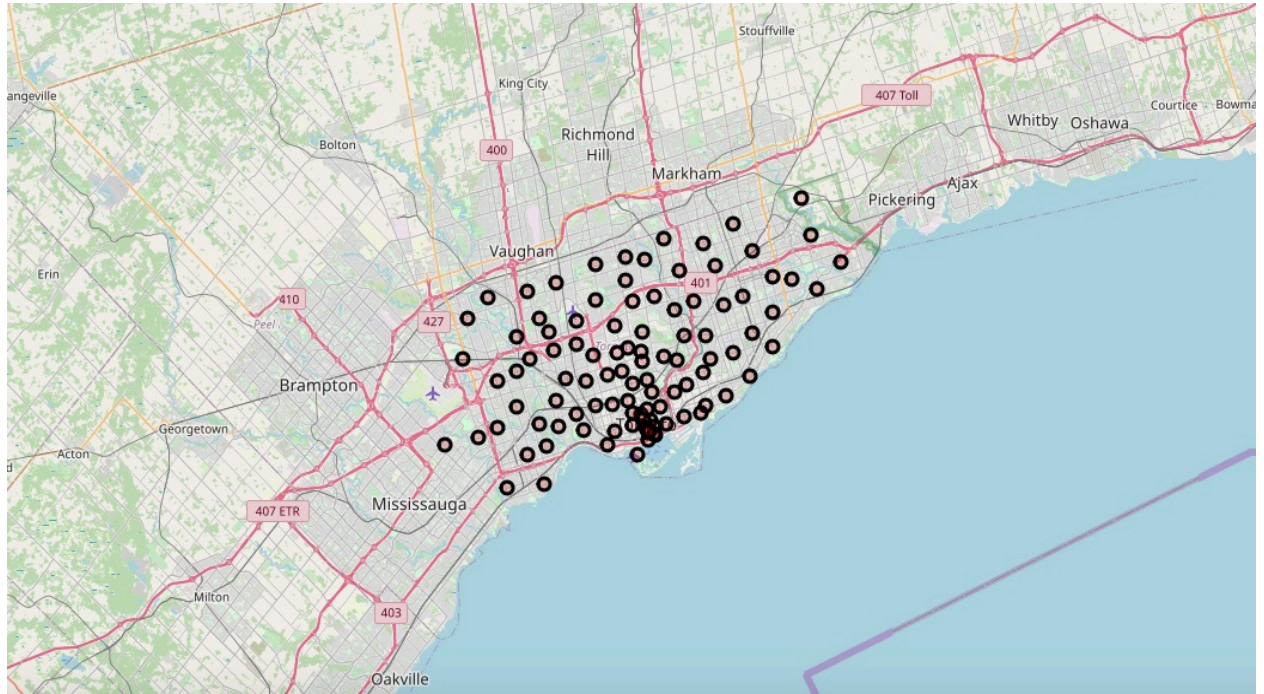 Stouffville
King City
angeville
407 Toll
Courtice
Bowma
Whitby
Oshawa
Richmond
Hill
Bolton
400
Markham
Ajax
Pickering
Vaughan
Erin
401
410
Peel
427
Brampton
Georgetown
Acton
d
Mississauga
407 ETR
Milton
403
Oakville